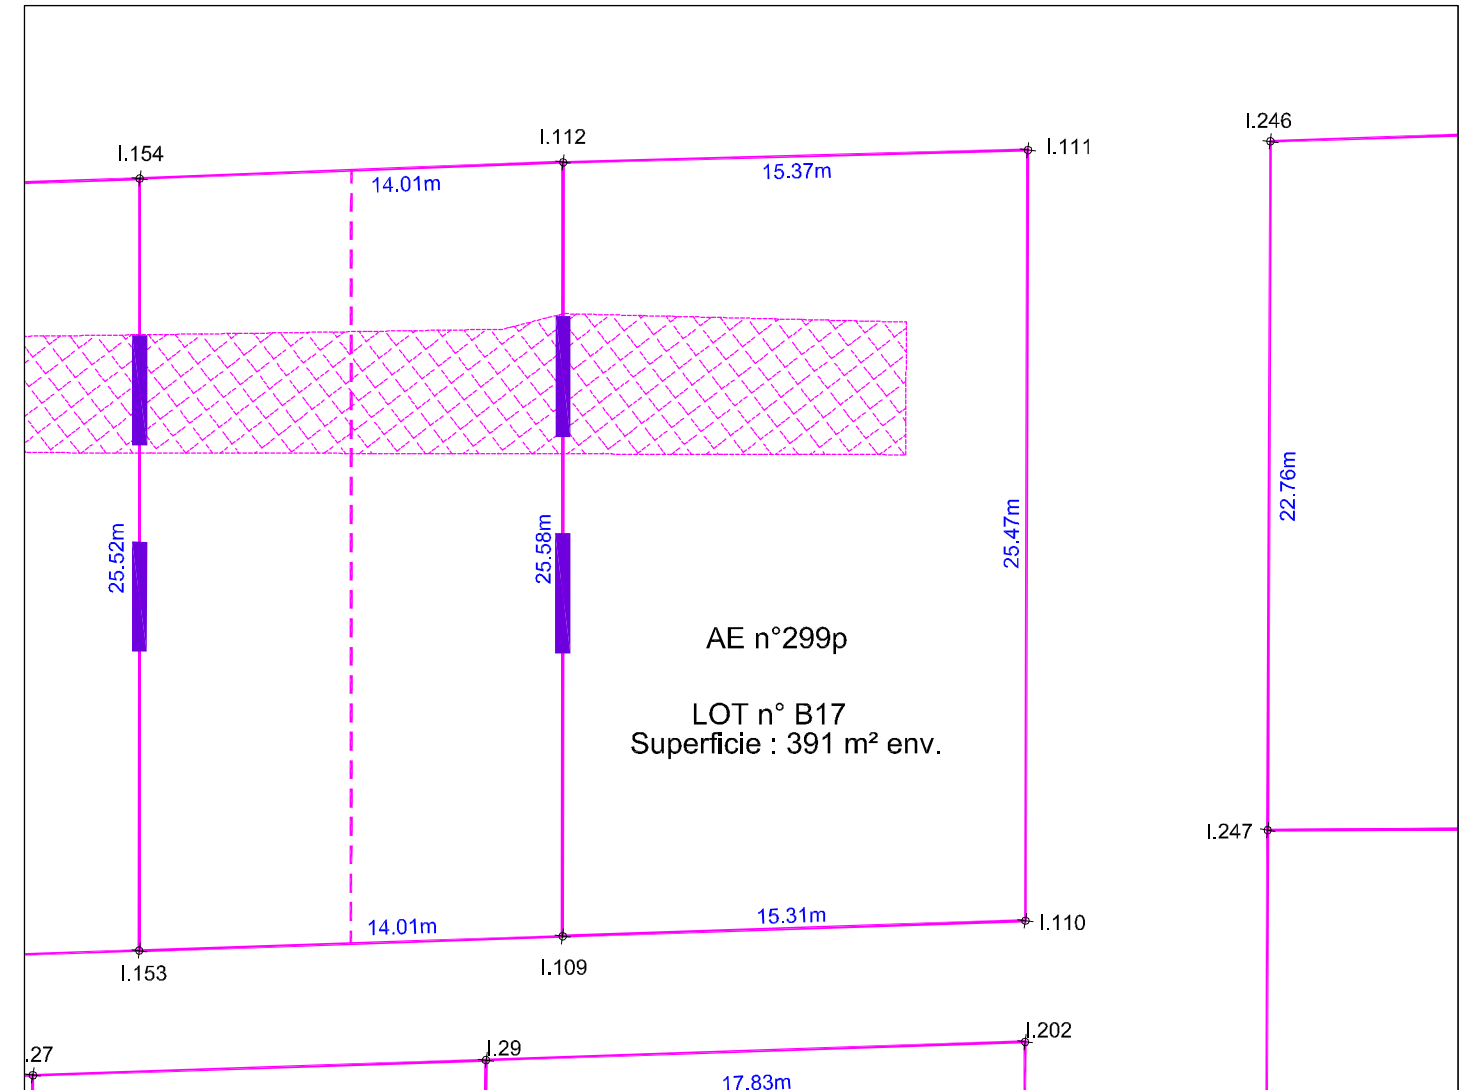 I.246
I.112
I.111
I.154
15.37m
14.01m
22.76m
25.47m
25.58m
25.52m
AE n°299p
LOT n° B17
Superficie : 391 m² env.
I.247
15.31m
14.01m
I.110
I.109
I.153
I.202
I.29
.27
17.83m